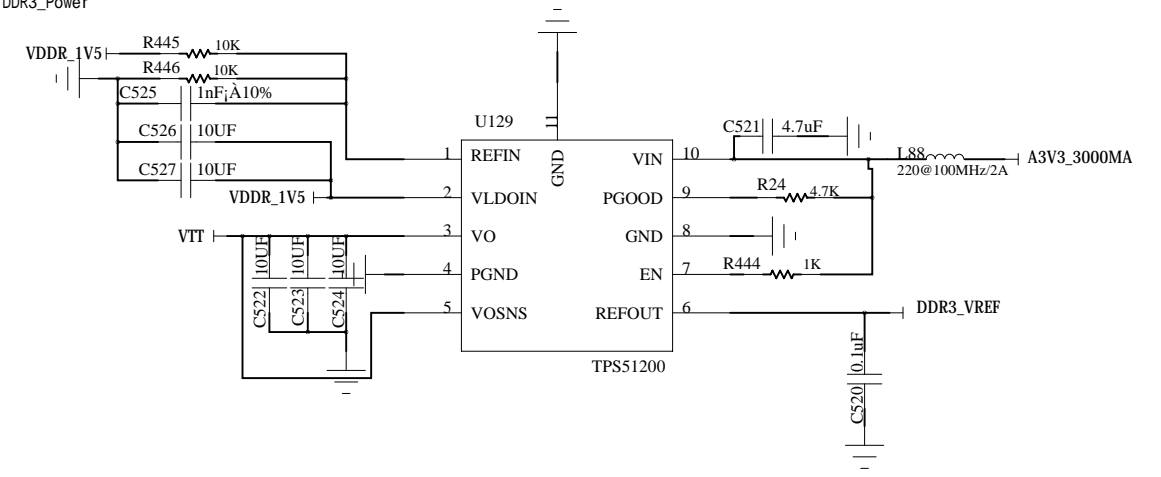 DDR3_Power
VDDR_1V5
R445
10K
R446
10K
C525
1nF¡À10%
C526
10UF
C527
10UF
VDDR_1V5
VTT
C522
10UF
C523
10UF
C524
10UF
U129
11
GND
1
REFIN
2
VLDOIN
3
VO
4
PGND
5
VOSNS
VIN
10
PGOOD
9
GND
8
EN
7
REFOUT
6
TPS51200
C521
4.7uF
L88
220@100MHz/2A
A3V3_3000MA
R24
4.7K
R444
1K
DDR3_VREF
C520
0.1uF